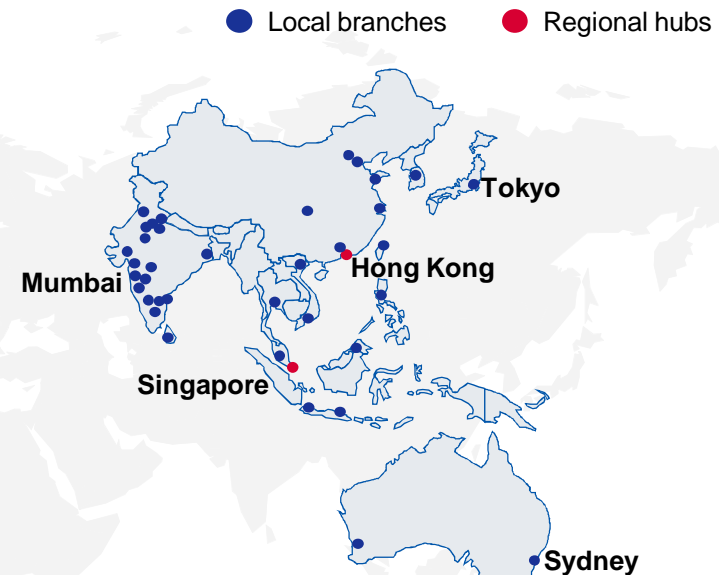 Local branches
Regional hubs
Tokyo
Hong Kong
Mumbai
Singapore
Sydney